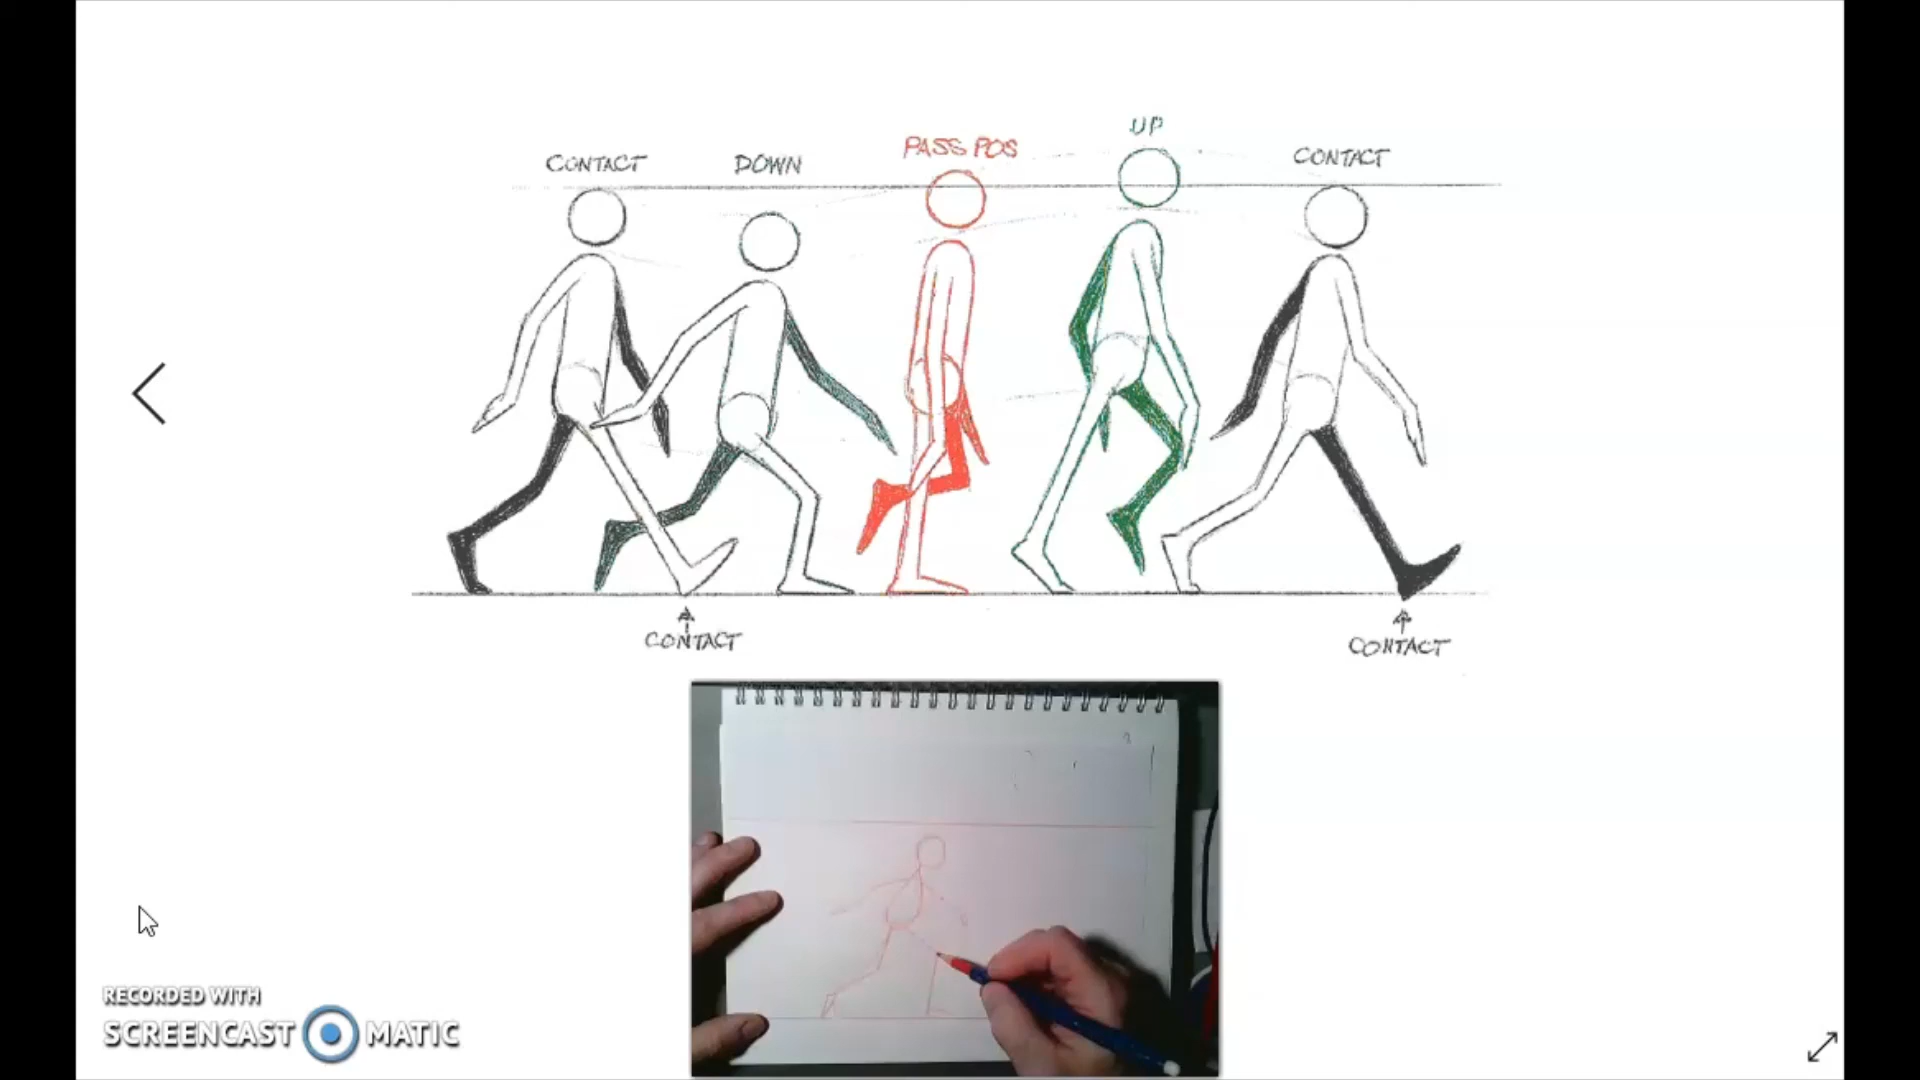 UP
CONTACT
DOWN
PASS POS
CONTACT
CONTACT
CONTACT
RECORDED WITH
SCREENCAST MATIC